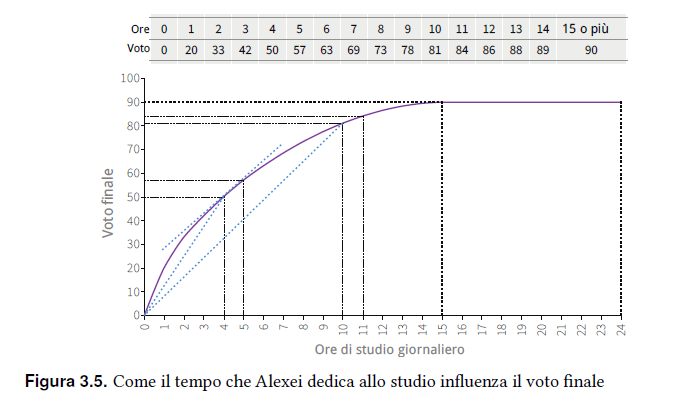 Ore 0 1 2 3 4 5 6 7 8 9 10 11 12 13 14 15 o più
Voto 0 20 33 42 50 57 63 69 73 78 81 84 86 88 89 90
100
90
80
70
60
50
40
30
20
10
0
Voto finale
0 1 2 3 4 5 6 7 8 9 10 11 12 13 14 15 16 17 18 19 20 21 22 23 24
Ore di studio giornaliero
Figura 3.5. Come il tempo che Alexei dedica allo studio influenza il voto finale